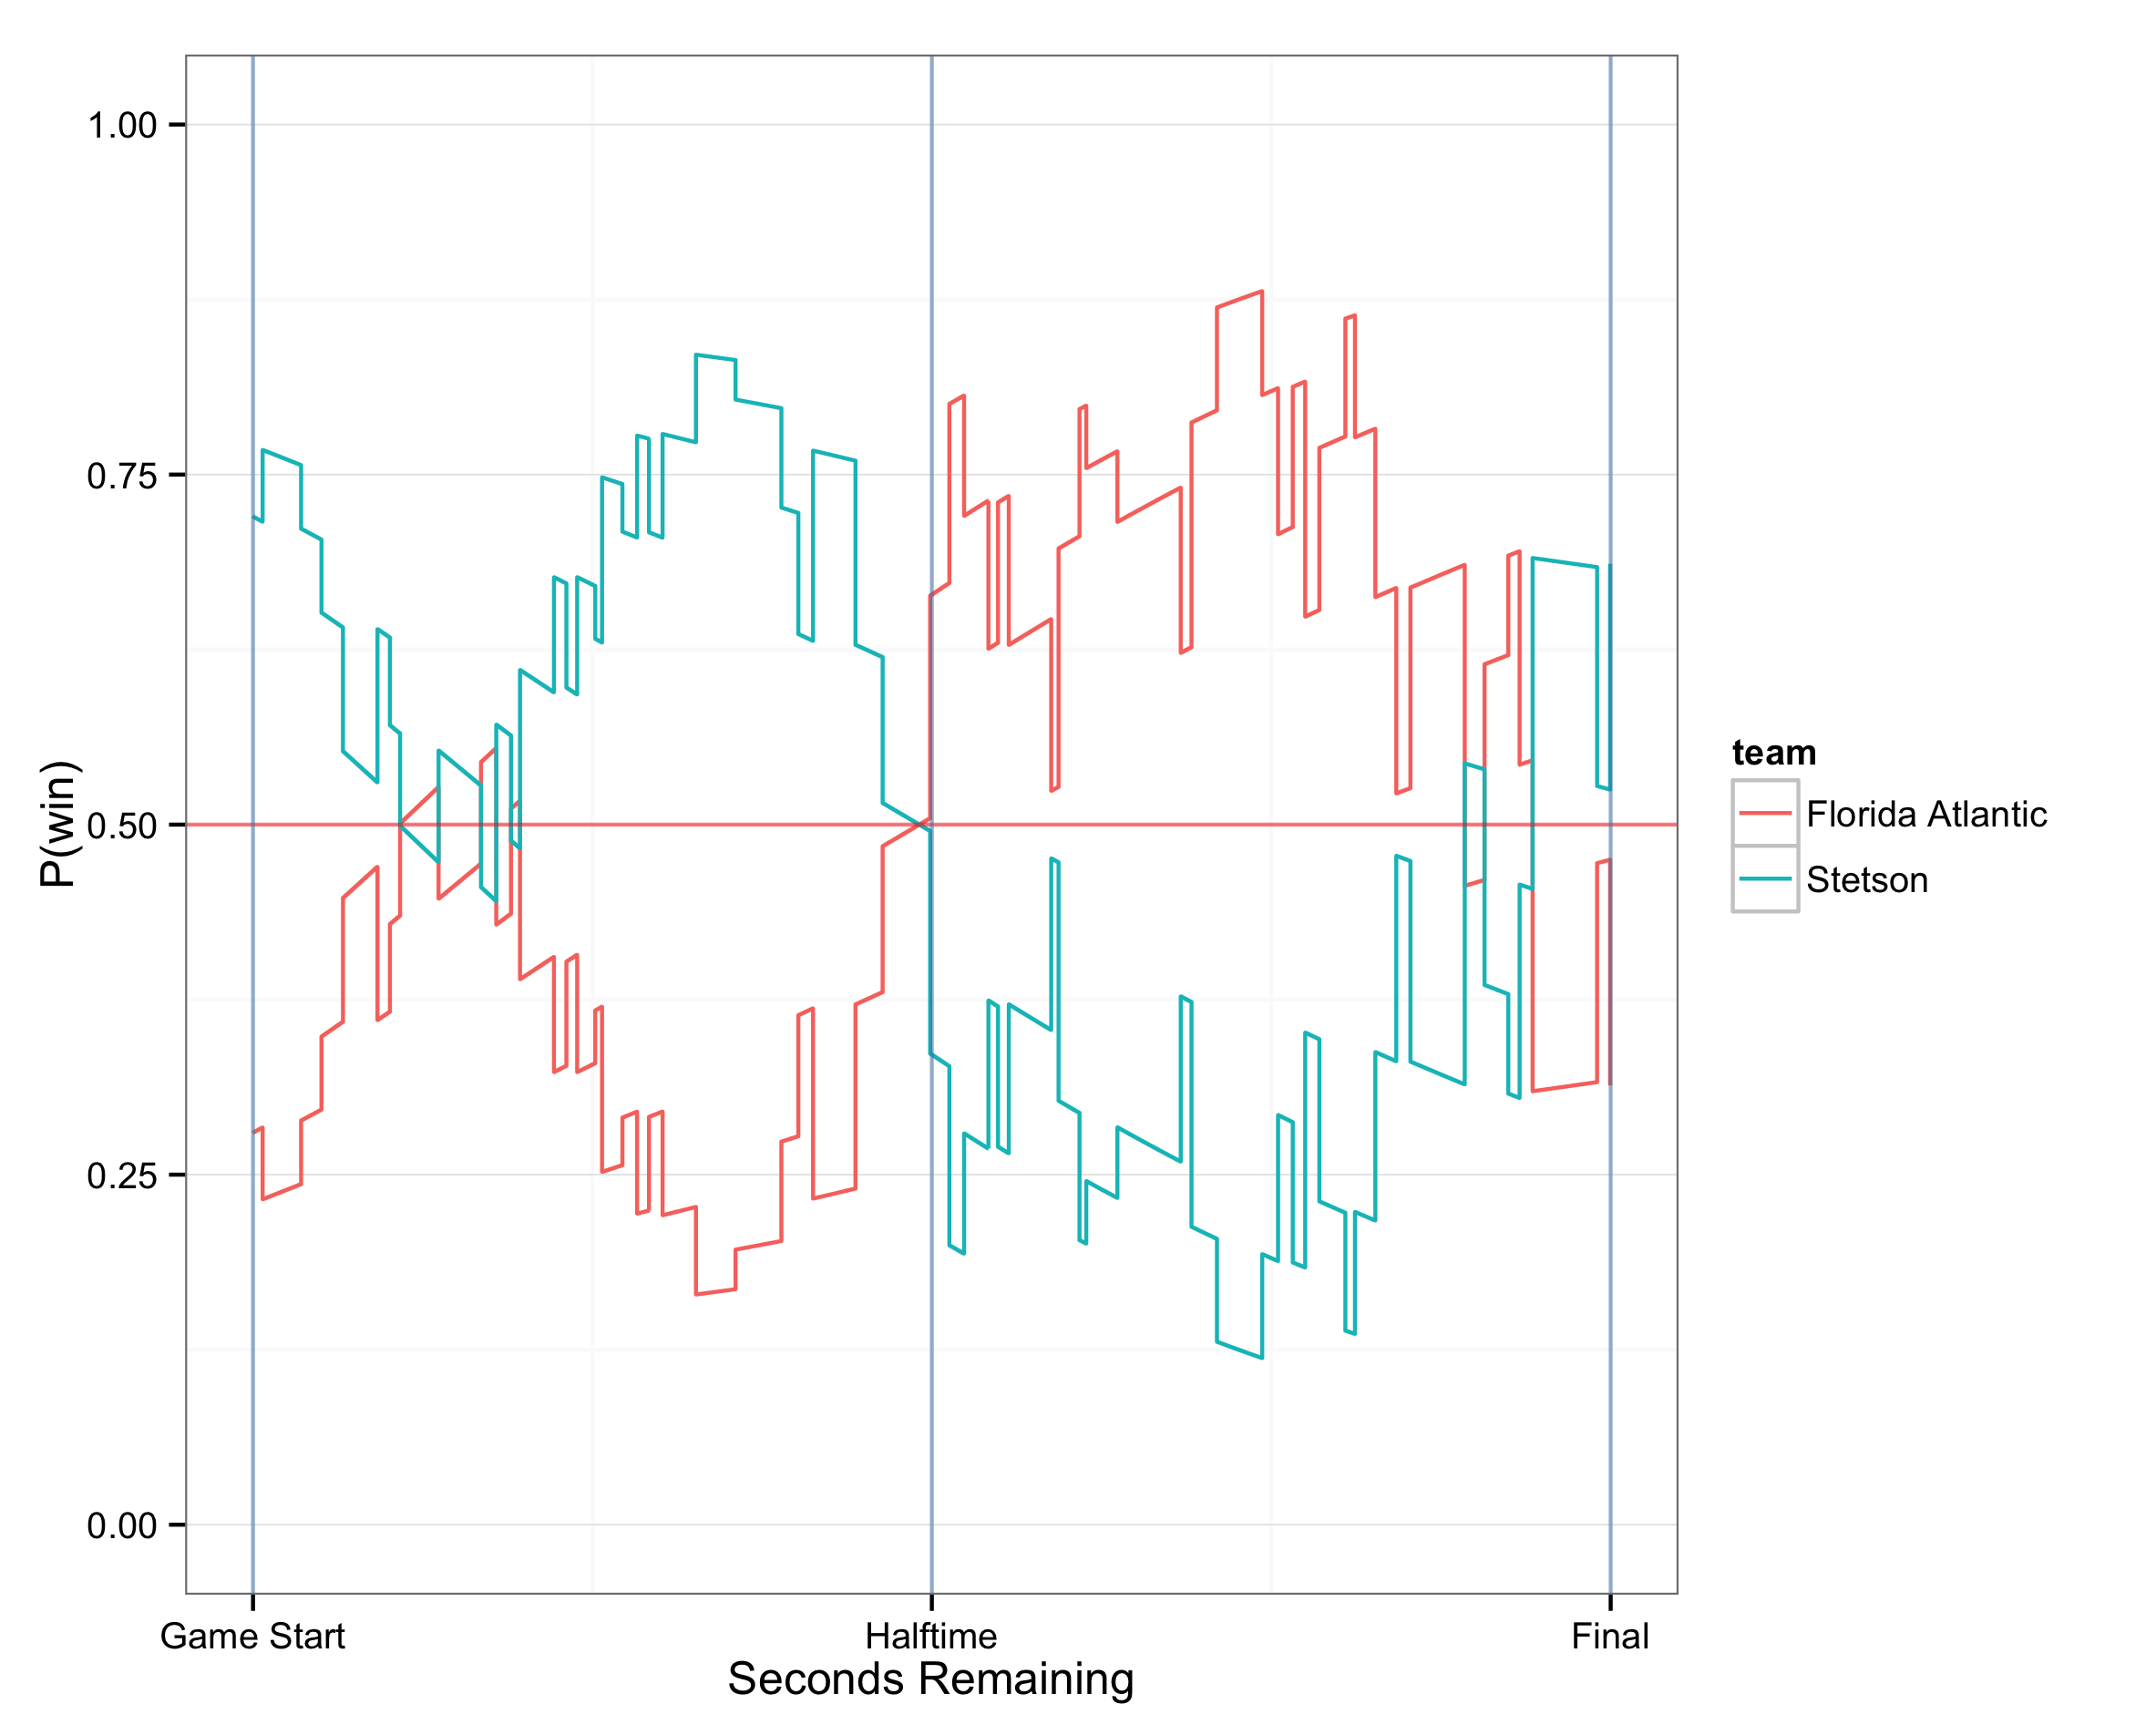 1.00
0.75
0.50
0.25
0.00
P(win)
Game Start
Halftime
Final
Seconds Remaining
team
Florida Atlantic
Stetson